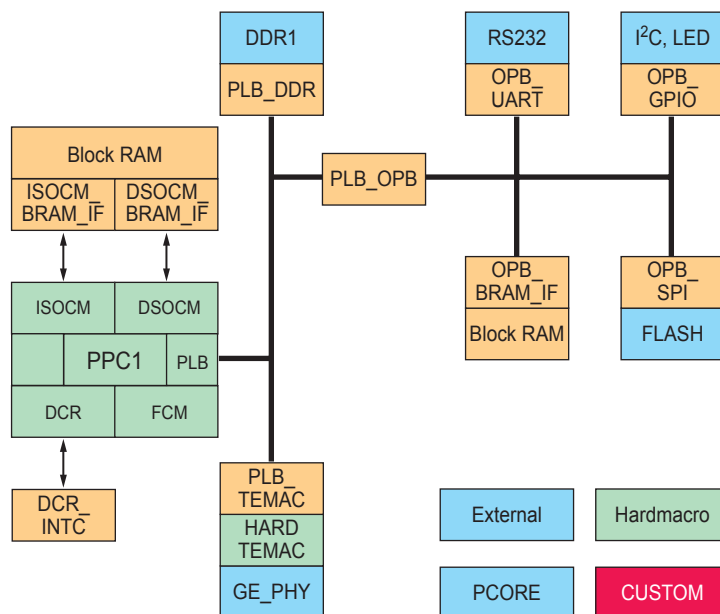 DDR1
RS232
I²C, LED
PLB_DDR
OPB_
UART
OPB_
GPIO
Block RAM
ISOCM_
BRAM_IF
DSOCM_
BRAM_IF
PLB_OPB
ISOCM
DSOCM
PPC1
PLB
DCR
FCM
OPB_
BRAM_IF
Block RAM
OPB_
SPI
FLASH
DCR_
INTC
PLB_
TEMAC
HARD
TEMAC
GE_PHY
External
Hardmacro
PCORE
CUSTOM